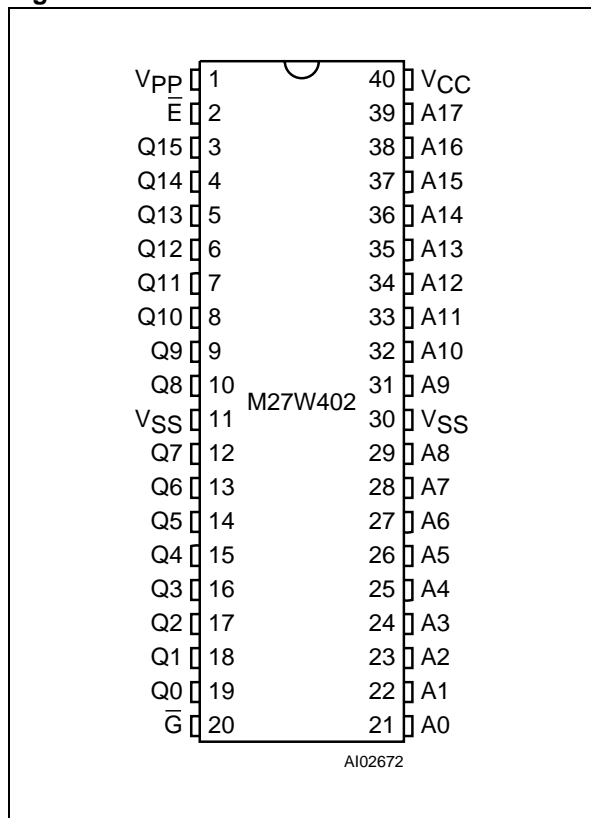 VPP 1 40 VCC
E̅ 2 39 A17
Q15 3 38 A16
Q14 4 37 A15
Q13 5 36 A14
Q12 6 35 A13
Q11 7 34 A12
Q10 8 33 A11
Q9 9 32 A10
Q8 10 31 A9
M27W402
VSS 11 30 VSS
Q7 12 29 A8
Q6 13 28 A7
Q5 14 27 A6
Q4 15 26 A5
Q3 16 25 A4
Q2 17 24 A3
Q1 18 23 A2
Q0 19 22 A1
G̅ 20 21 A0
AI02672